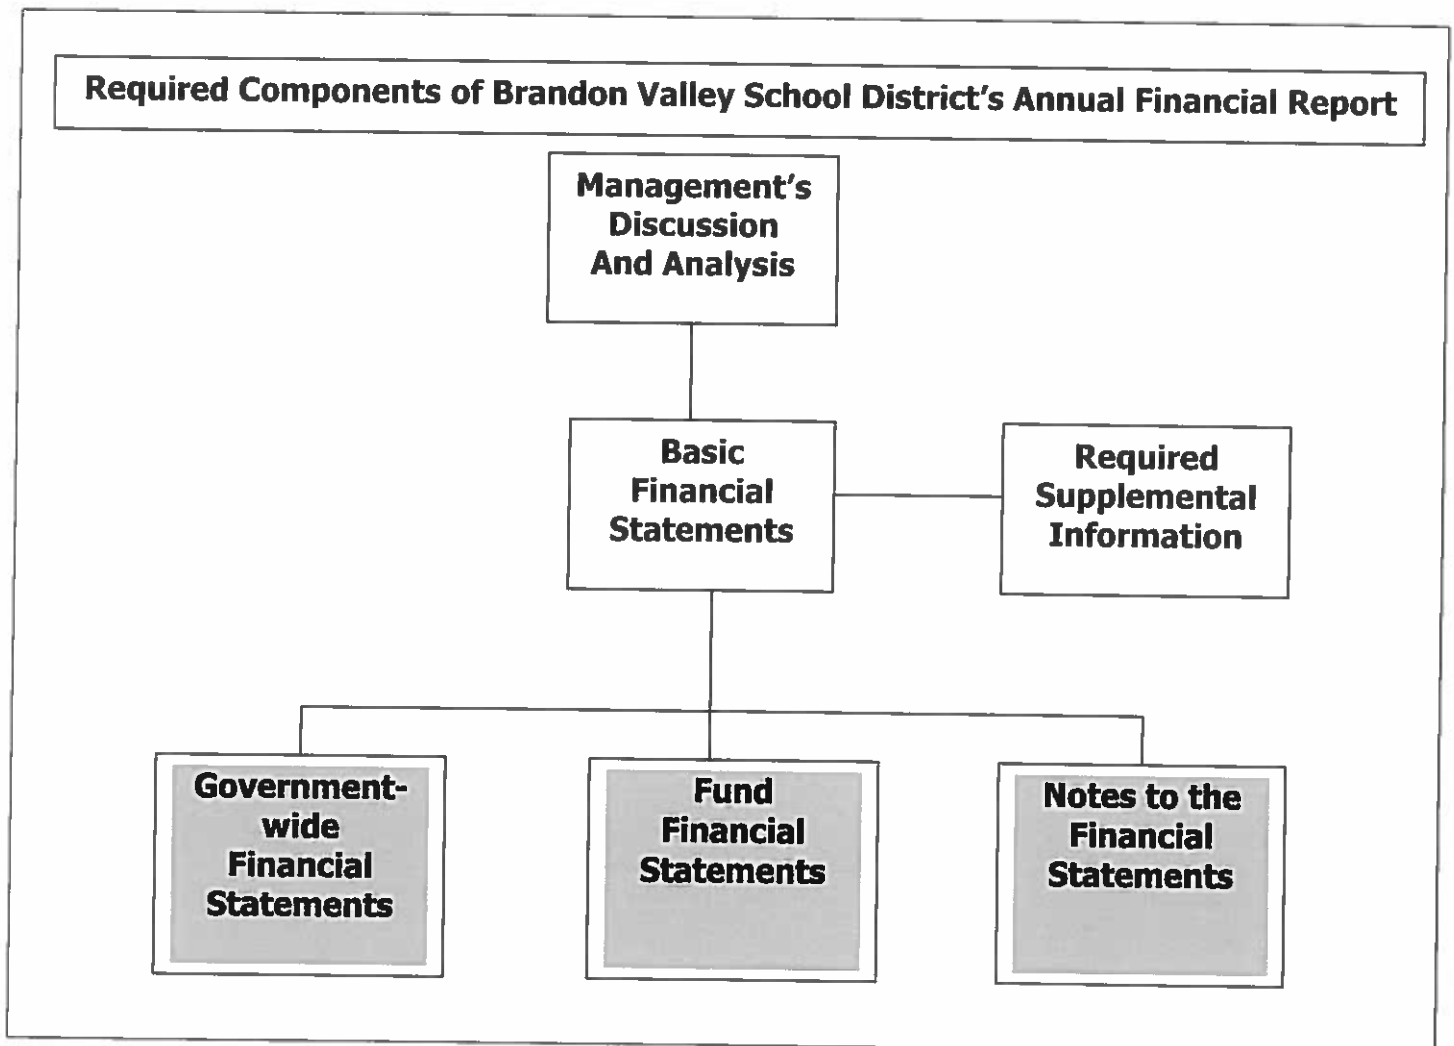 Required Components of Brandon Valley School District's Annual Financial Report
Management's
Discussion
And Analysis
Basic
Financial
Statements
Required
Supplemental
Information
Government-
wide
Financial
Statements
Fund
Financial
Statements
Notes to the
Financial
Statements